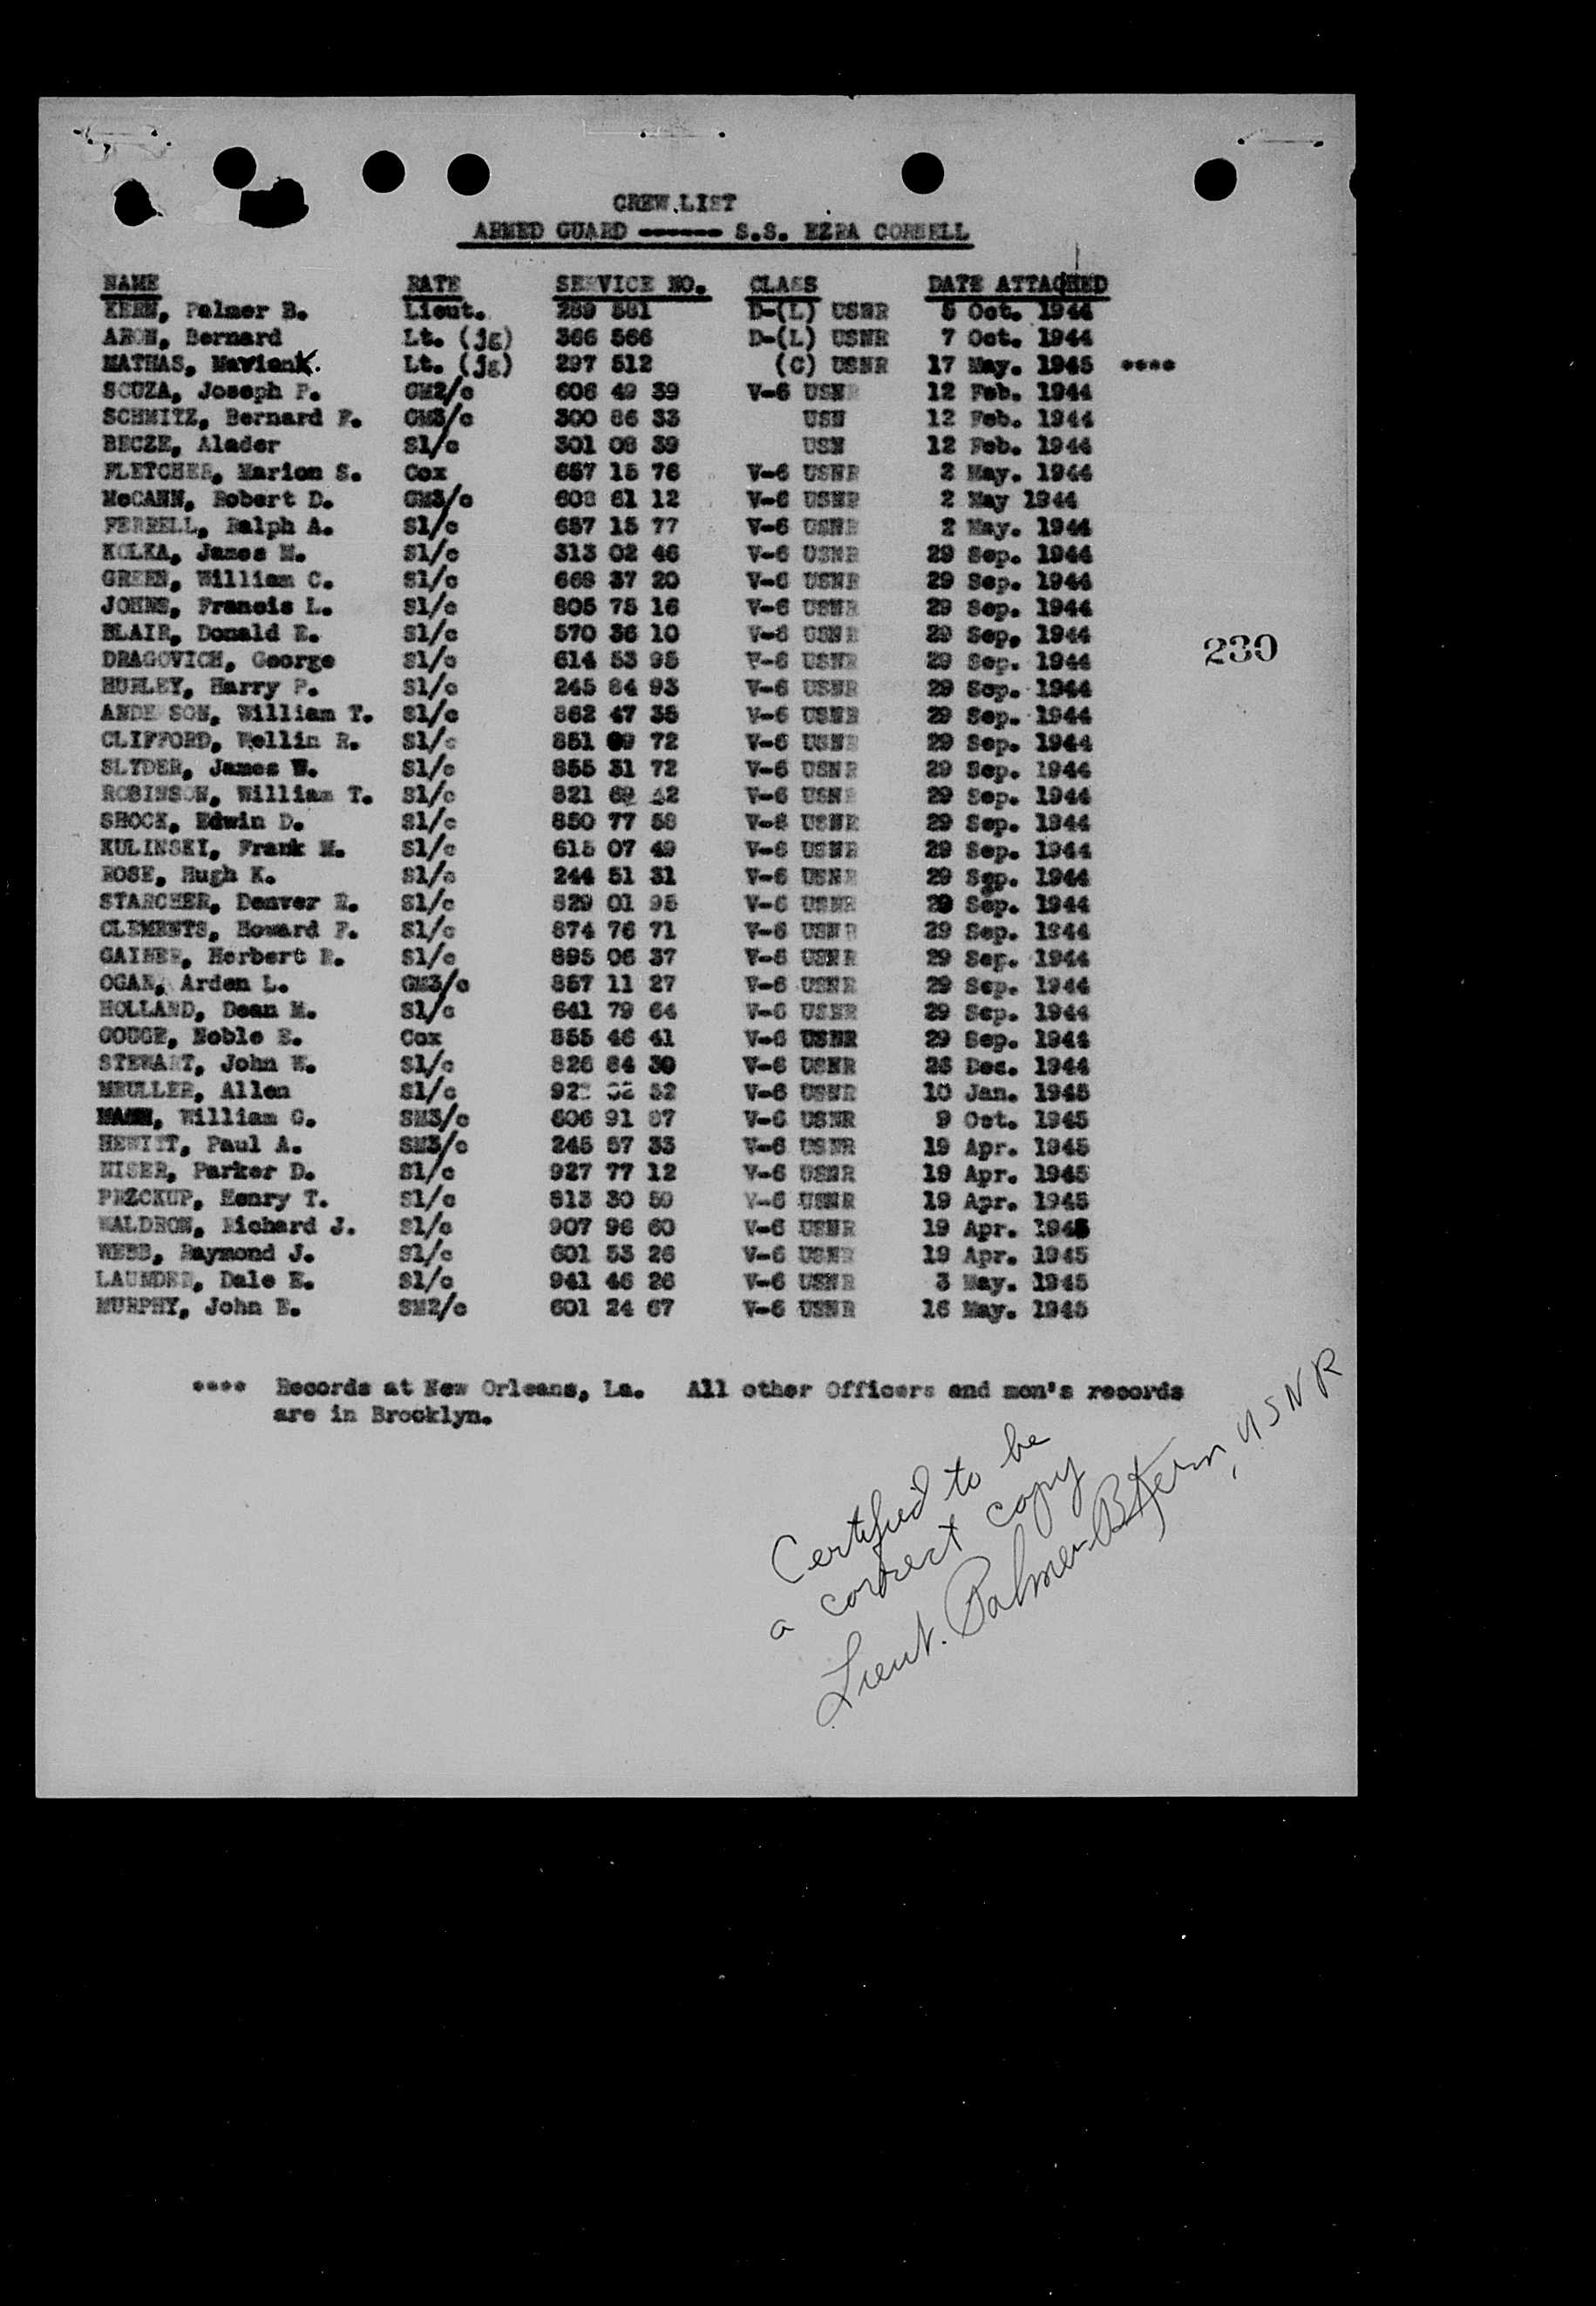 CREW LIST
ARMED GUARD ------ S.S. EZRA CORNELL
NAME RATE SERVICE NO. CLASS DATE ATTACHED
KERN, Palmer B. Lieut. 289 581 D-(L) USNR 5 Oct. 1944
ARON, Bernard Lt. (jg) 366 566 D-(L) USNR 7 Oct. 1944
MATHAS, K. Lt. (jg) 297 512 (C) USNR 17 May. 1945 ****
SOUZA, Joseph P. GM2/c 606 49 39 V-6 USNR 12 Feb. 1944
SCHMITZ, Bernard F. GM3/c 300 86 33 USN 12 Feb. 1944
BECZE, Alader S1/c 301 08 39 USN 12 Feb. 1944
FLETCHER, Marion S. Cox 657 15 76 V-6 USNR 2 May. 1944
McCANN, Robert D. GM3/c 608 61 12 V-6 USNR 2 May 1944
FERRELL, Ralph A. S1/c 657 15 77 V-6 USNR 2 May. 1944
KOLKA, James M. S1/c 313 02 46 V-6 USNR 29 Sep. 1944
GREEN, William C. S1/c 668 37 20 V-6 USNR 29 Sep. 1944
JOHNS, Francis L. S1/c 805 75 16 V-6 USNR 29 Sep. 1944
BLAIR, Donald E. S1/c 570 36 10 V-6 USNR 29 Sep. 1944
DRAGOVICH, George S1/c 614 53 95 V-6 USNR 29 Sep. 1944
230
HURLEY, Harry P. S1/c 245 84 93 V-6 USNR 29 Sep. 1944
ANDE SON, William T. S1/c 862 47 35 V-6 USNR 29 Sep. 1944
CLIFFORD, Wellin R. S1/c 851 72 V-6 USNR 29 Sep. 1944
SLYDER, James W. S1/c 855 31 72 V-6 USNR 29 Sep. 1944
ROBINSON, William T. S1/c 821 V-6 USNR 29 Sep. 1944
SHOCK, Edwin D. S1/c 850 77 58 V-6 USNR 29 Sep. 1944
KULINSKI, Frank M. S1/c 615 07 49 V-6 USNR 29 Sep. 1944
ROSE, Hugh K. S1/c 244 51 31 V-6 USNR 29 Sep. 1944
STARCHER, Denver R. S1/c 829 01 95 V-6 USNR 29 Sep. 1944
CLEMENTS, Howard F. S1/c 874 76 71 V-6 USNR 29 Sep. 1944
GAINER, Herbert R. S1/c 895 06 37 V-6 USNR 29 Sep. 1944
OGAN, Arden L. GM3/c 857 11 27 V-6 USNR 29 Sep. 1944
HOLLAND, Dean M. S1/c 641 79 64 V-6 USNR 29 Sep. 1944
GOUGE, Noble E. Cox 855 46 41 V-6 USNR 29 Sep. 1944
STEWART, John W. S1/c 826 84 30 V-6 USNR 26 Dec. 1944
MEULLER, Allen S1/c 52 V-6 USNR 10 Jan. 1945
MANN, William G. SM3/c 606 91 87 V-6 USNR 9 Oct. 1945
HEWITT, Paul A. SM3/c 245 57 33 V-6 USNR 19 Apr. 1945
NISER, Parker D. S1/c 927 77 12 V-6 USNR 19 Apr. 1945
PRZCKUP, Henry T. S1/c 813 30 59 V-6 USNR 19 Apr. 1945
WALDRON, Richard J. S1/c 907 96 60 V-6 USNR 19 Apr. 1945
WEBB, Raymond J. S1/c 601 53 26 V-6 USNR 19 Apr. 1945
LAUNDER, Dale E. S1/c 941 46 26 V-6 USNR 3 May. 1945
MURPHY, John E. SM2/c 601 24 67 V-6 USNR 16 May. 1945
**** Records at New Orleans, La. All other Officers and men's records
are in Brooklyn.
Certified to be
a correct copy
Lieut. Palmer B Kern, USNR